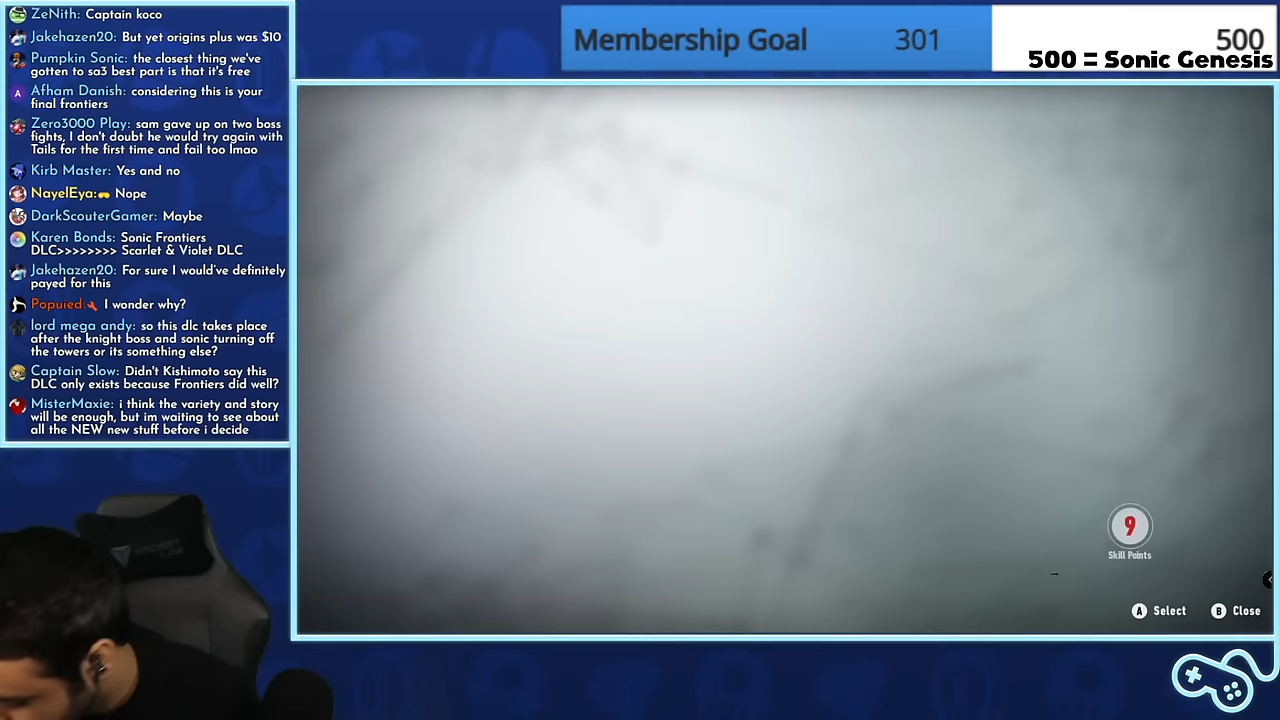 ZeNith: Captain koco
Jakehazen20: But yet origins plus was $10
Pumpkin Sonic: the closest thing we've
gotten to sa3 best part is that it's free
A Afham Danish: considering this is your
final frontiers
Zero3000 Play: sam gave up on two boss
fights, I don't doubt he would try again with
Tails for the first time and fail too lmao
Kirb Master: Yes and no
NayelEya: Nope
DarkScouterGamer: Maybe
Karen Bonds: Sonic Frontiers
DLC>>>>>>>> Scarlet & Violet DLC
Jakehazen20: For sure I would've definitely
payed for this
Popuied: I wonder why?
lord mega andy: so this dlc takes place
after the knight boss and sonic turning off
the towers or its something else?
Captain Slow: Didn't Kishimoto say this
DLC only exists because Frontiers did well?
MisterMaxie: i think the variety and story
will be enough, but im waiting to see about
all the NEW new stuff before i decide
Membership Goal 301 500
500 = Sonic Genesis
9
Skill Points
A Select B Close